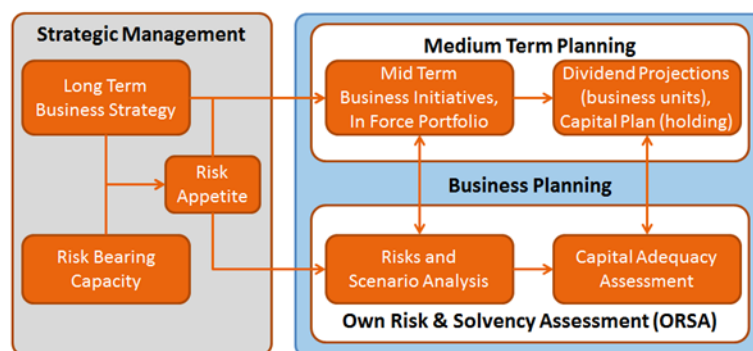 Strategic Management
Long Term
Business Strategy
Risk
Appetite
Risk Bearing
Capacity
Medium Term Planning
Mid Term
Business Initiatives,
In Force Portfolio
Dividend Projections
(business units),
Capital Plan (holding)
Business Planning
Risks and
Scenario Analysis
Capital Adequacy
Assessment
Own Risk & Solvency Assessment (ORSA)